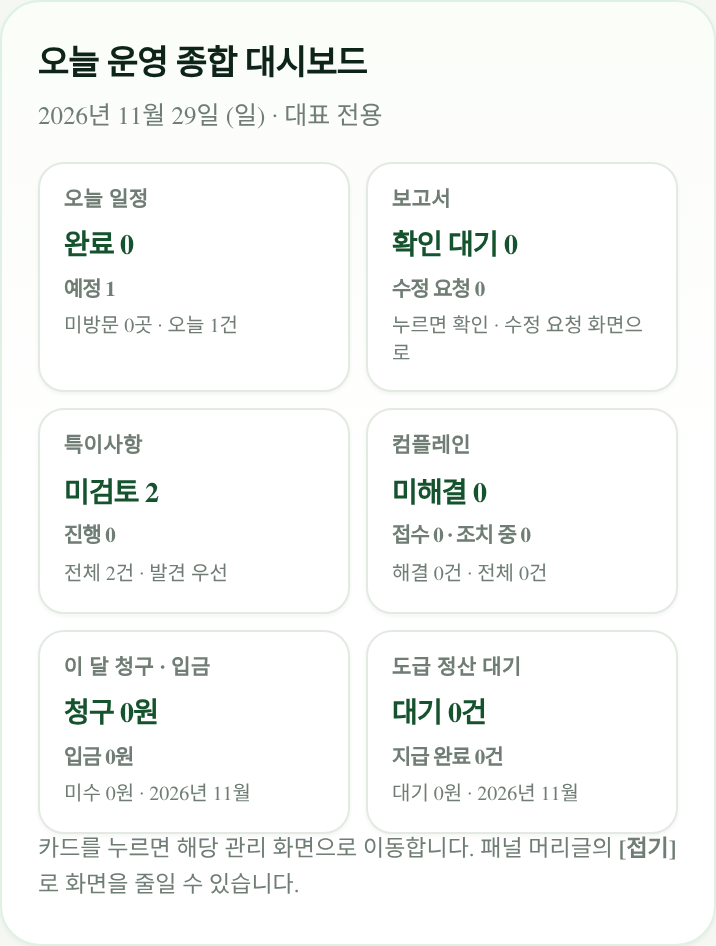 오늘 운영 종합 대시보드
2026년 11월 29일 (일) · 대표 전용
오늘 일정
완료 0
예정 1
미방문 0곳 · 오늘 1건
보고서
확인 대기 0
수정 요청 0
누르면 확인 · 수정 요청 화면으
로
특이사항
미검토 2
진행 0
전체 2건 · 발견 우선
컴플레인
미해결 0
접수 0 · 조치 중 0
해결 0건 · 전체 0건
이 달 청구 · 입금
청구 0원
입금 0원
미수 0원 · 2026년 11월
도급 정산 대기
대기 0건
지급 완료 0건
대기 0원 · 2026년 11월
카드를 누르면 해당 관리 화면으로 이동합니다. 패널 머리글의 [접기]
로 화면을 줄일 수 있습니다.